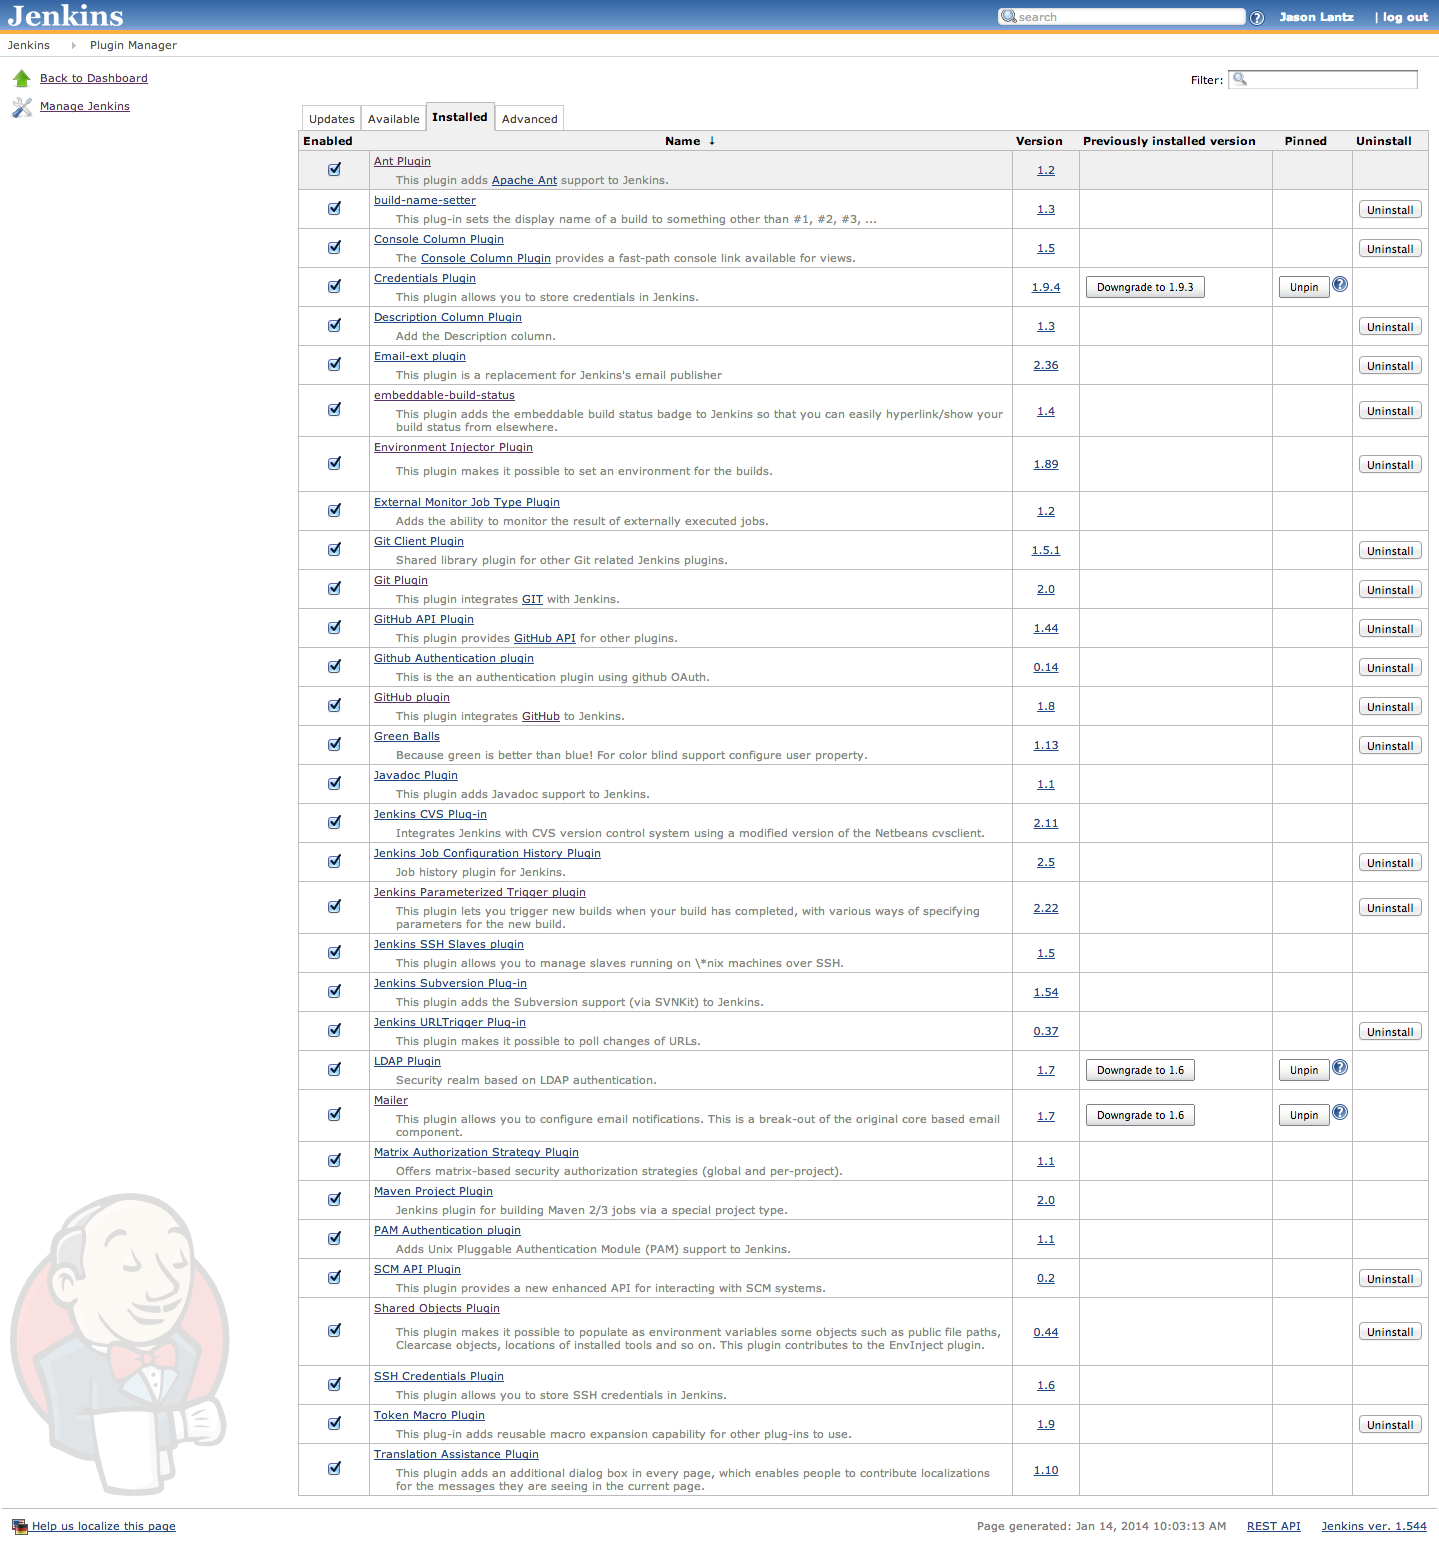 Jenkins
search
Jason Lantz | log out
Jenkins Plugin Manager
Back to Dashboard
Manage Jenkins
Filter:
Updates Available Installed Advanced
Enabled Name ↓ Version Previously installed version Pinned Uninstall
Ant Plugin
This plugin adds Apache Ant support to Jenkins.
1.2
build-name-setter
This plug-in sets the display name of a build to something other than #1, #2, #3, ...
1.3 Uninstall
Console Column Plugin
The Console Column Plugin provides a fast-path console link available for views.
1.5 Uninstall
Credentials Plugin
This plugin allows you to store credentials in Jenkins.
1.9.4 Downgrade to 1.9.3 Unpin
Description Column Plugin
Add the Description column.
1.3 Uninstall
Email-ext plugin
This plugin is a replacement for Jenkins's email publisher
2.36 Uninstall
embeddable-build-status
This plugin adds the embeddable build status badge to Jenkins so that you can easily hyperlink/show your
build status from elsewhere.
1.4 Uninstall
Environment Injector Plugin
This plugin makes it possible to set an environment for the builds.
1.89 Uninstall
External Monitor Job Type Plugin
Adds the ability to monitor the result of externally executed jobs.
1.2
Git Client Plugin
Shared library plugin for other Git related Jenkins plugins.
1.5.1 Uninstall
Git Plugin
This plugin integrates GIT with Jenkins.
2.0 Uninstall
GitHub API Plugin
This plugin provides GitHub API for other plugins.
1.44 Uninstall
Github Authentication plugin
This is the an authentication plugin using github OAuth.
0.14 Uninstall
GitHub plugin
This plugin integrates GitHub to Jenkins.
1.8 Uninstall
Green Balls
Because green is better than blue! For color blind support configure user property.
1.13 Uninstall
Javadoc Plugin
This plugin adds Javadoc support to Jenkins.
1.1
Jenkins CVS Plug-in
Integrates Jenkins with CVS version control system using a modified version of the Netbeans cvsclient.
2.11
Jenkins Job Configuration History Plugin
Job history plugin for Jenkins.
2.5 Uninstall
Jenkins Parameterized Trigger plugin
This plugin lets you trigger new builds when your build has completed, with various ways of specifying
parameters for the new build.
2.22 Uninstall
Jenkins SSH Slaves plugin
This plugin allows you to manage slaves running on \*nix machines over SSH.
1.5
Jenkins Subversion Plug-in
This plugin adds the Subversion support (via SVNKit) to Jenkins.
1.54
Jenkins URLTrigger Plug-in
This plugin makes it possible to poll changes of URLs.
0.37 Uninstall
LDAP Plugin
Security realm based on LDAP authentication.
1.7 Downgrade to 1.6 Unpin
Mailer
This plugin allows you to configure email notifications. This is a break-out of the original core based email
component.
1.7 Downgrade to 1.6 Unpin
Matrix Authorization Strategy Plugin
Offers matrix-based security authorization strategies (global and per-project).
1.1
Maven Project Plugin
Jenkins plugin for building Maven 2/3 jobs via a special project type.
2.0
PAM Authentication plugin
Adds Unix Pluggable Authentication Module (PAM) support to Jenkins.
1.1
SCM API Plugin
This plugin provides a new enhanced API for interacting with SCM systems.
0.2 Uninstall
Shared Objects Plugin
This plugin makes it possible to populate as environment variables some objects such as public file paths,
Clearcase objects, locations of installed tools and so on. This plugin contributes to the EnvInject plugin.
0.44 Uninstall
SSH Credentials Plugin
This plugin allows you to store SSH credentials in Jenkins.
1.6
Token Macro Plugin
This plug-in adds reusable macro expansion capability for other plug-ins to use.
1.9 Uninstall
Translation Assistance Plugin
This plugin adds an additional dialog box in every page, which enables people to contribute localizations
for the messages they are seeing in the current page.
1.10
Help us localize this page
Page generated: Jan 14, 2014 10:03:13 AM REST API Jenkins ver. 1.544